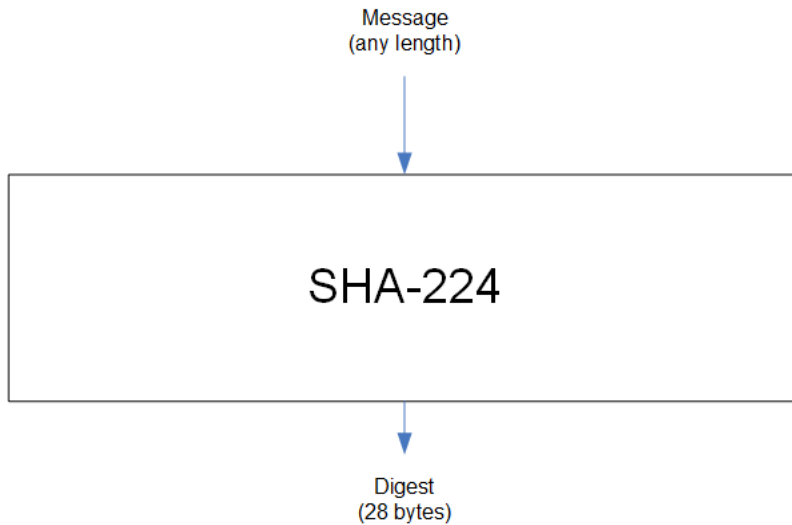 Message
(any length)
SHA-224
Digest
(28 bytes)